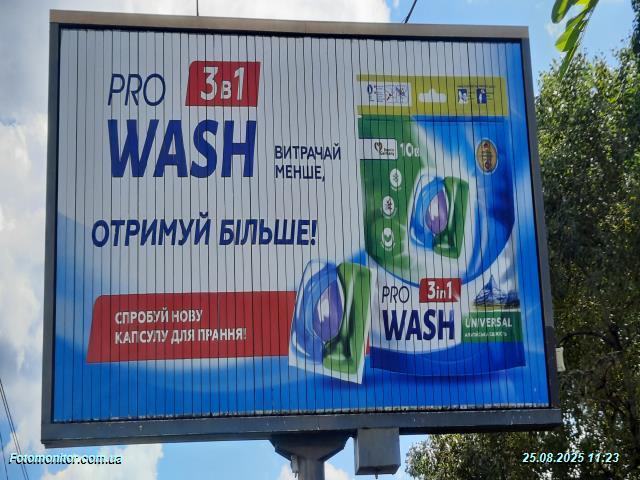 PRO 3в1
WASH
ВИТРАЧАЙ
МЕНШЕ,
ОТРИМУЙ БІЛЬШЕ!
СПРОБУЙ НОВУ
КАПСУЛУ ДЛЯ ПРАННЯ!
10
PRO 3in1
WASH
UNIVERSAL
Fotomonitor.com.ua
25.08.2025 11:23